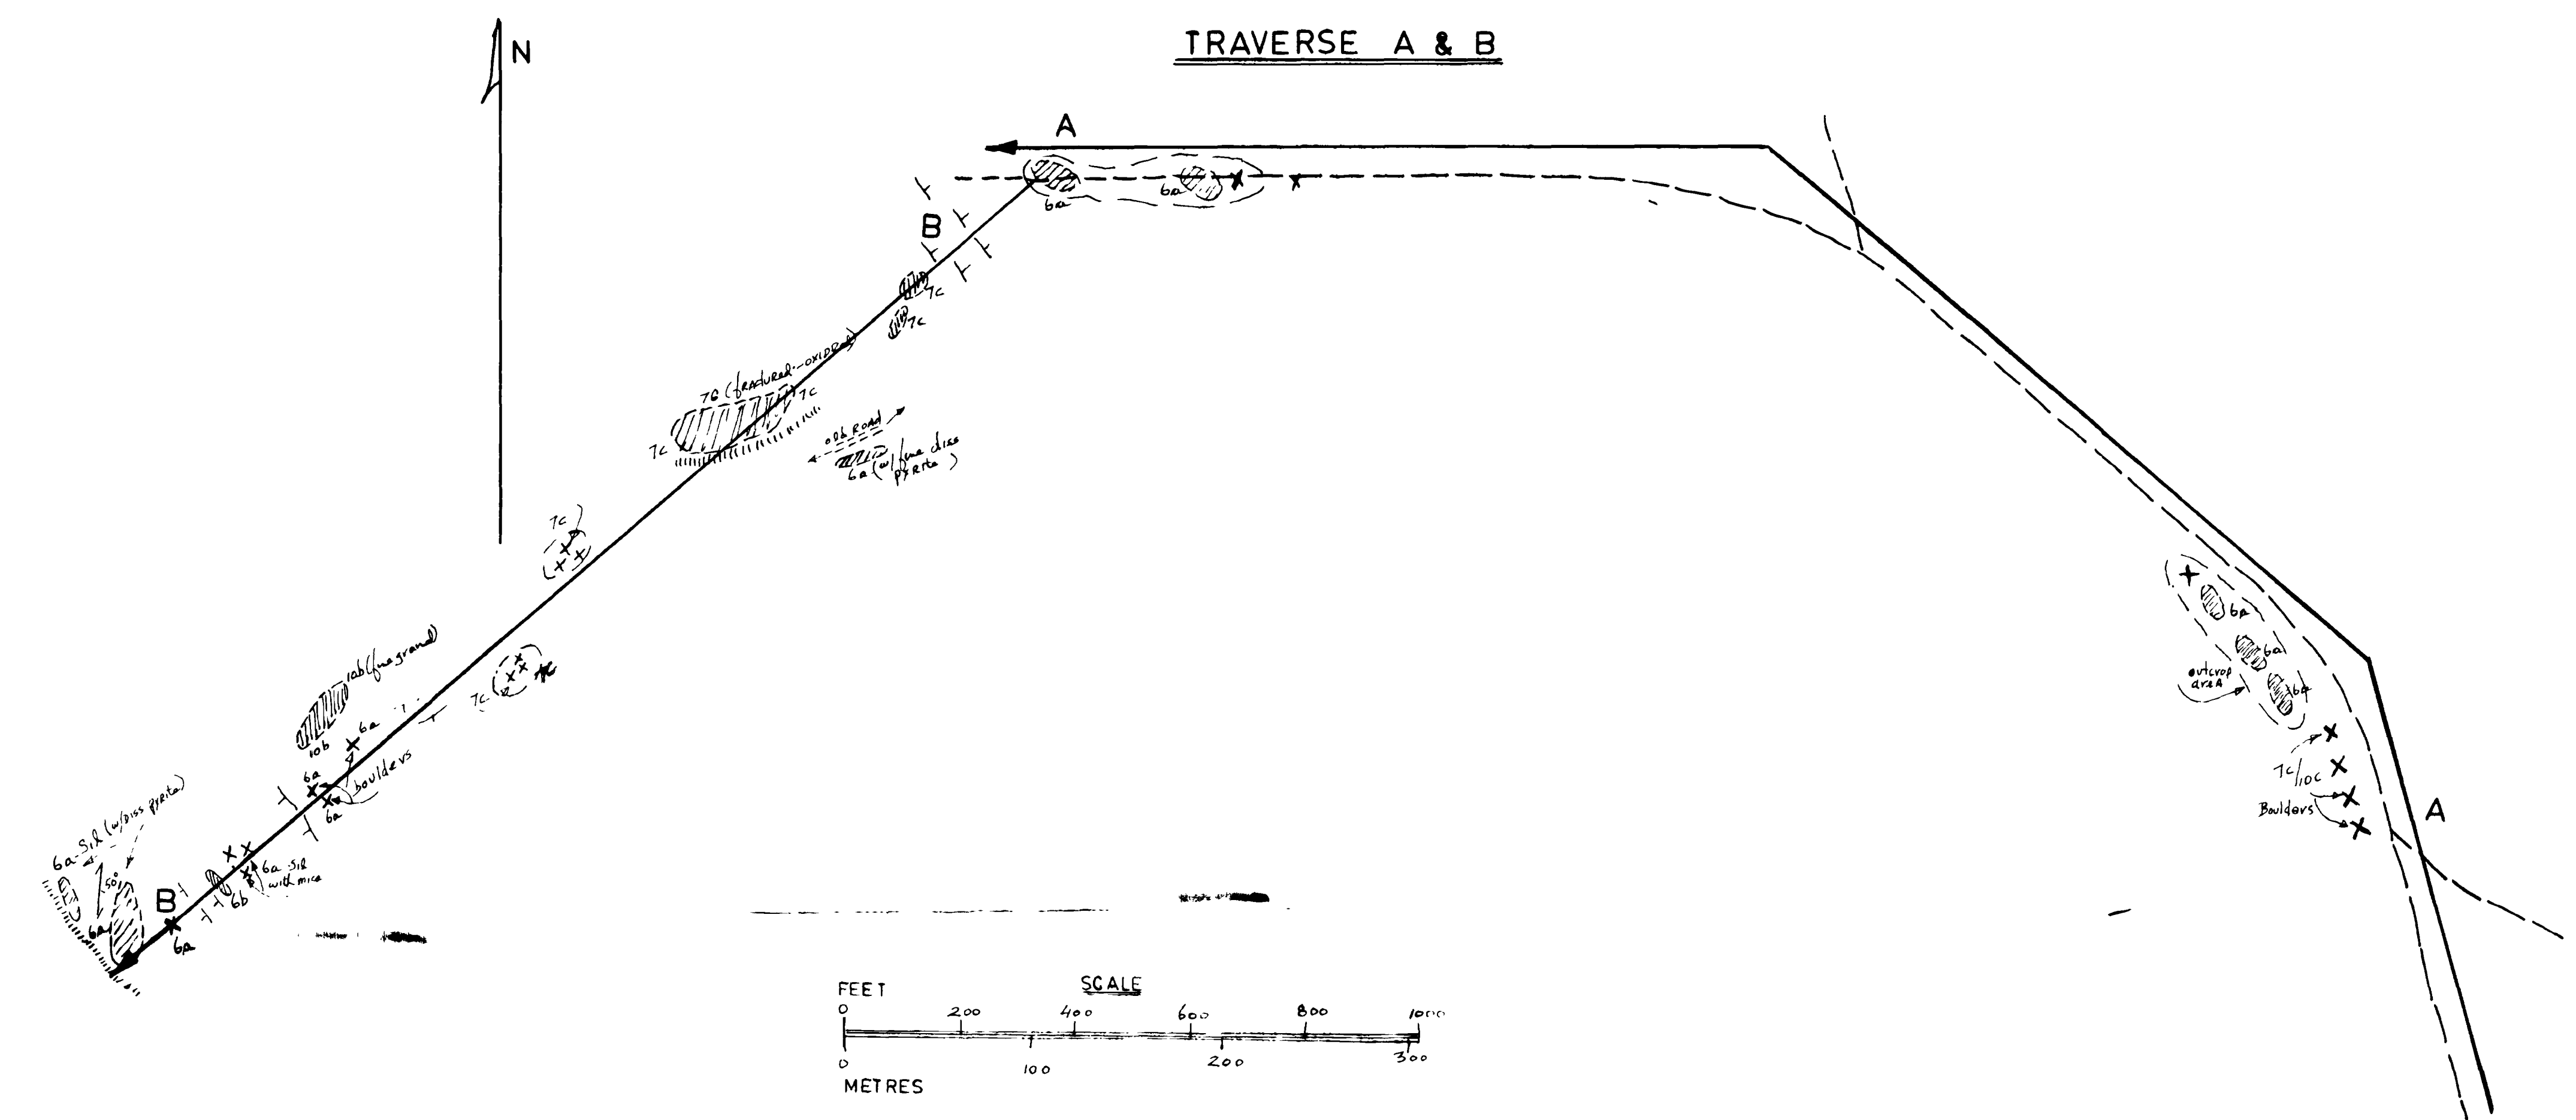 TRAVERSE A & B
N
A
6a
6a
B
7c
7c
7G (fractured-oxidized)
7c
7c
old ROAD
6a (w/ fine diss
pyrite)
7c
7c
10b (fine grained)
10b
6a
6a
boulders
6a
6a-Sil (w/Diss pyrite)
50°
6a
6a-Sil
with mica
6b
B
6a
6a
6a
outcrop
areA
6a
7c/10c
Boulders
A
FEET
SCALE
0 200 400 600 800 1000
0 100 200 300
METRES